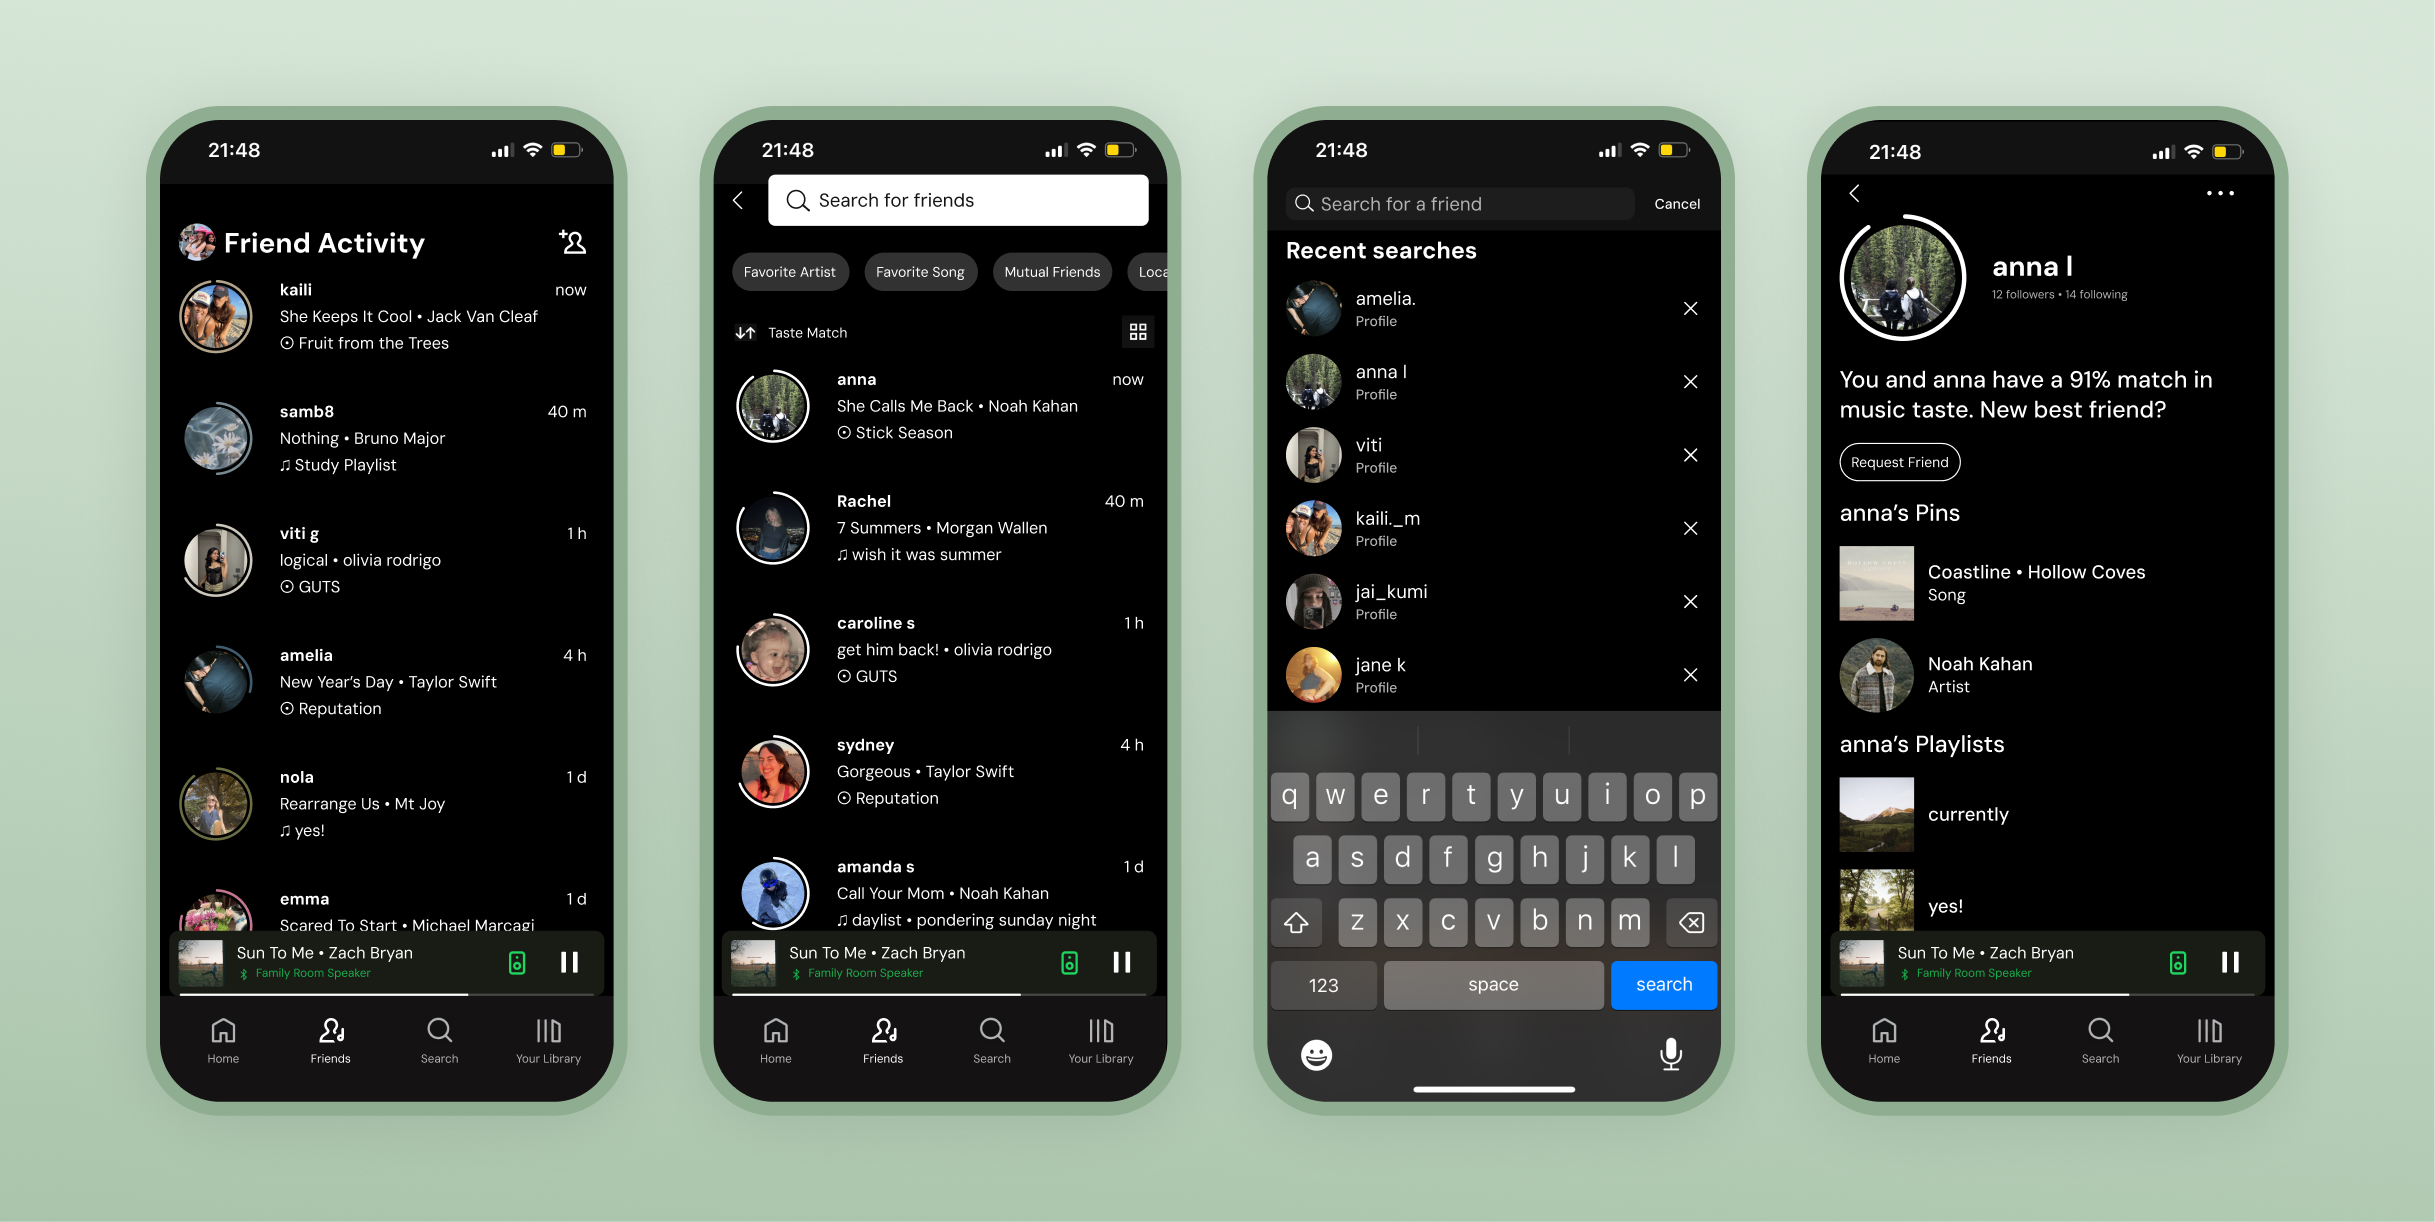 21:48
Friend Activity
kaili
now
She Keeps It Cool • Jack Van Cleaf
Fruit from the Trees
samb8
40 m
Nothing • Bruno Major
Study Playlist
viti g
1 h
logical • olivia rodrigo
GUTS
amelia
4 h
New Year's Day • Taylor Swift
Reputation
nola
1 d
Rearrange Us • Mt Joy
yes!
emma
1 d
Scared To Start • Michael Marcagi
Sun To Me • Zach Bryan
Family Room Speaker
Home
Friends
Search
Your Library
21:48
Search for friends
Favorite Artist
Favorite Song
Mutual Friends
Loca
Taste Match
anna
now
She Calls Me Back • Noah Kahan
Stick Season
Rachel
40 m
7 Summers • Morgan Wallen
wish it was summer
caroline s
1 h
get him back! • olivia rodrigo
GUTS
sydney
4 h
Gorgeous • Taylor Swift
Reputation
amanda s
1 d
Call Your Mom • Noah Kahan
daylist • pondering sunday night
Sun To Me • Zach Bryan
Family Room Speaker
Home
Friends
Search
Your Library
21:48
Search for a friend
Cancel
Recent searches
amelia.
Profile
anna l
Profile
viti
Profile
kaili._m
Profile
jai_kumi
Profile
jane k
Profile
q w e r t y u i o p
a s d f g h j k l
z x c v b n m
123
space
search
21:48
anna l
12 followers • 14 following
You and anna have a 91% match in
music taste. New best friend?
Request Friend
anna's Pins
Coastline • Hollow Coves
Song
Noah Kahan
Artist
anna's Playlists
currently
yes!
Sun To Me • Zach Bryan
Family Room Speaker
Home
Friends
Search
Your Library